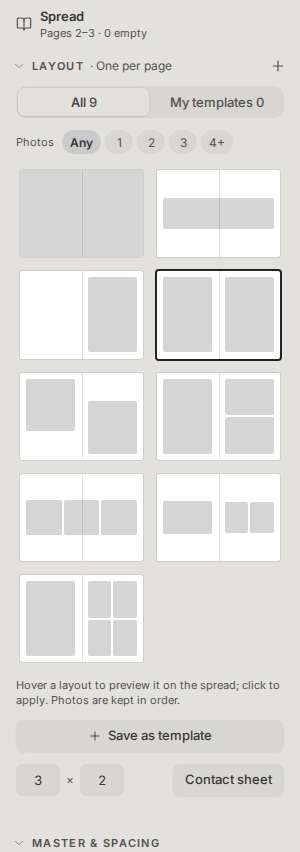 Spread
Pages 2–3 · 0 empty
LAYOUT · One per page
All 9
My templates 0
Photos Any 1 2 3 4+
Hover a layout to preview it on the spread; click to
apply. Photos are kept in order.
+ Save as template
3 × 2 Contact sheet
MASTER & SPACING